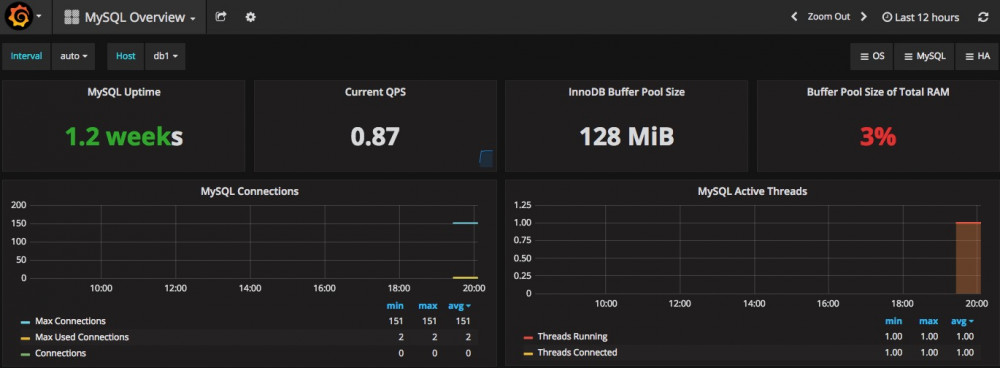 MySQL Overview Zoom Out Last 12 hours
Interval auto Host db1 OS MySQL HA
MySQL Uptime
1.2 weeks
Current QPS
0.87
InnoDB Buffer Pool Size
128 MiB
Buffer Pool Size of Total RAM
3%
MySQL Connections
200
150
100
50
0
10:00 12:00 14:00 16:00 18:00 20:00
min max avg
Max Connections 151 151 151
Max Used Connections 2 2 2
Connections 0 0 0
MySQL Active Threads
1.25
1.00
0.75
0.50
0.25
0
10:00 12:00 14:00 16:00 18:00 20:00
min max avg
Threads Running 1.00 1.00 1.00
Threads Connected 1.00 1.00 1.00